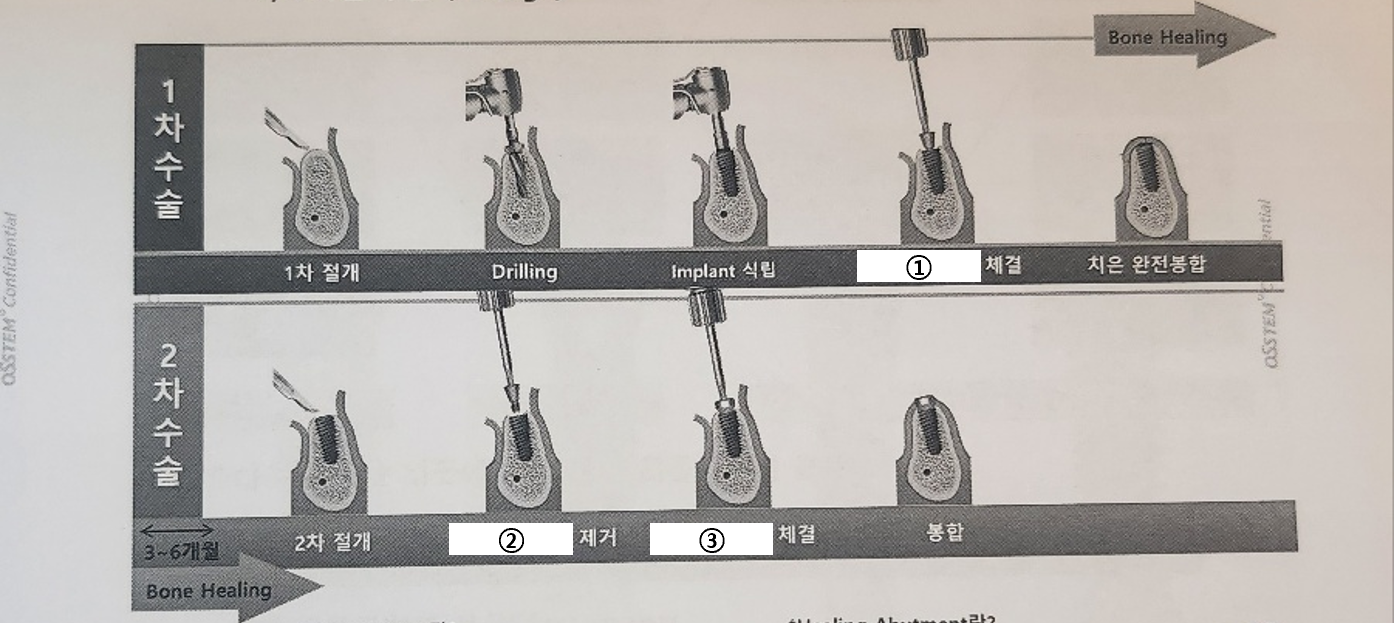 Bone Healing
1차수술
1차 절개
Drilling
Implant 식립
① 체결
치은 완전봉합
2차수술
3~6개월
2차 절개
② 제거
③ 체결
봉합
Bone Healing
Abutment란?
OSSTEM® Confidential
OSSTEM®